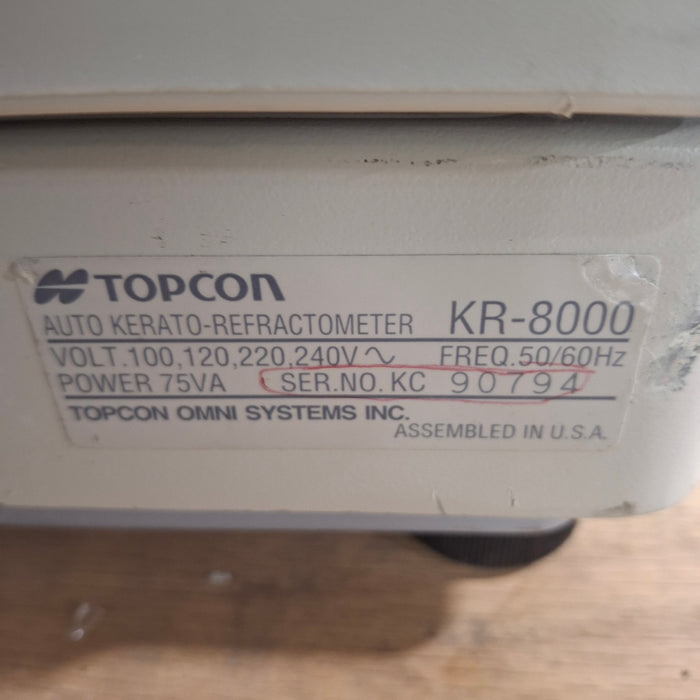 TOPCON
AUTO KERATO-REFRACTOMETER KR-8000
VOLT.100,120,220,240V～ FREQ.50/60Hz
POWER 75VA SER.NO.KC 90794
TOPCON OMNI SYSTEMS INC.
ASSEMBLED IN U.S.A.